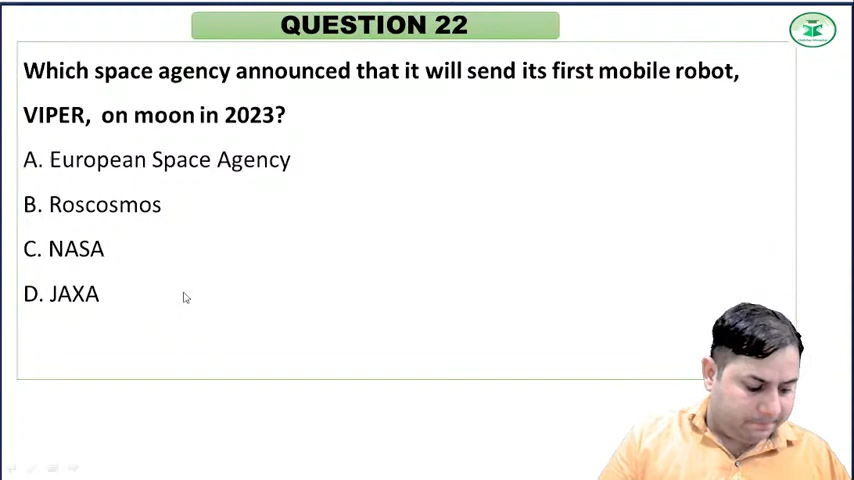 QUESTION 22
Which space agency announced that it will send its first mobile robot,
VIPER, on moon in 2023?
A. European Space Agency
B. Roscosmos
C. NASA
D. JAXA